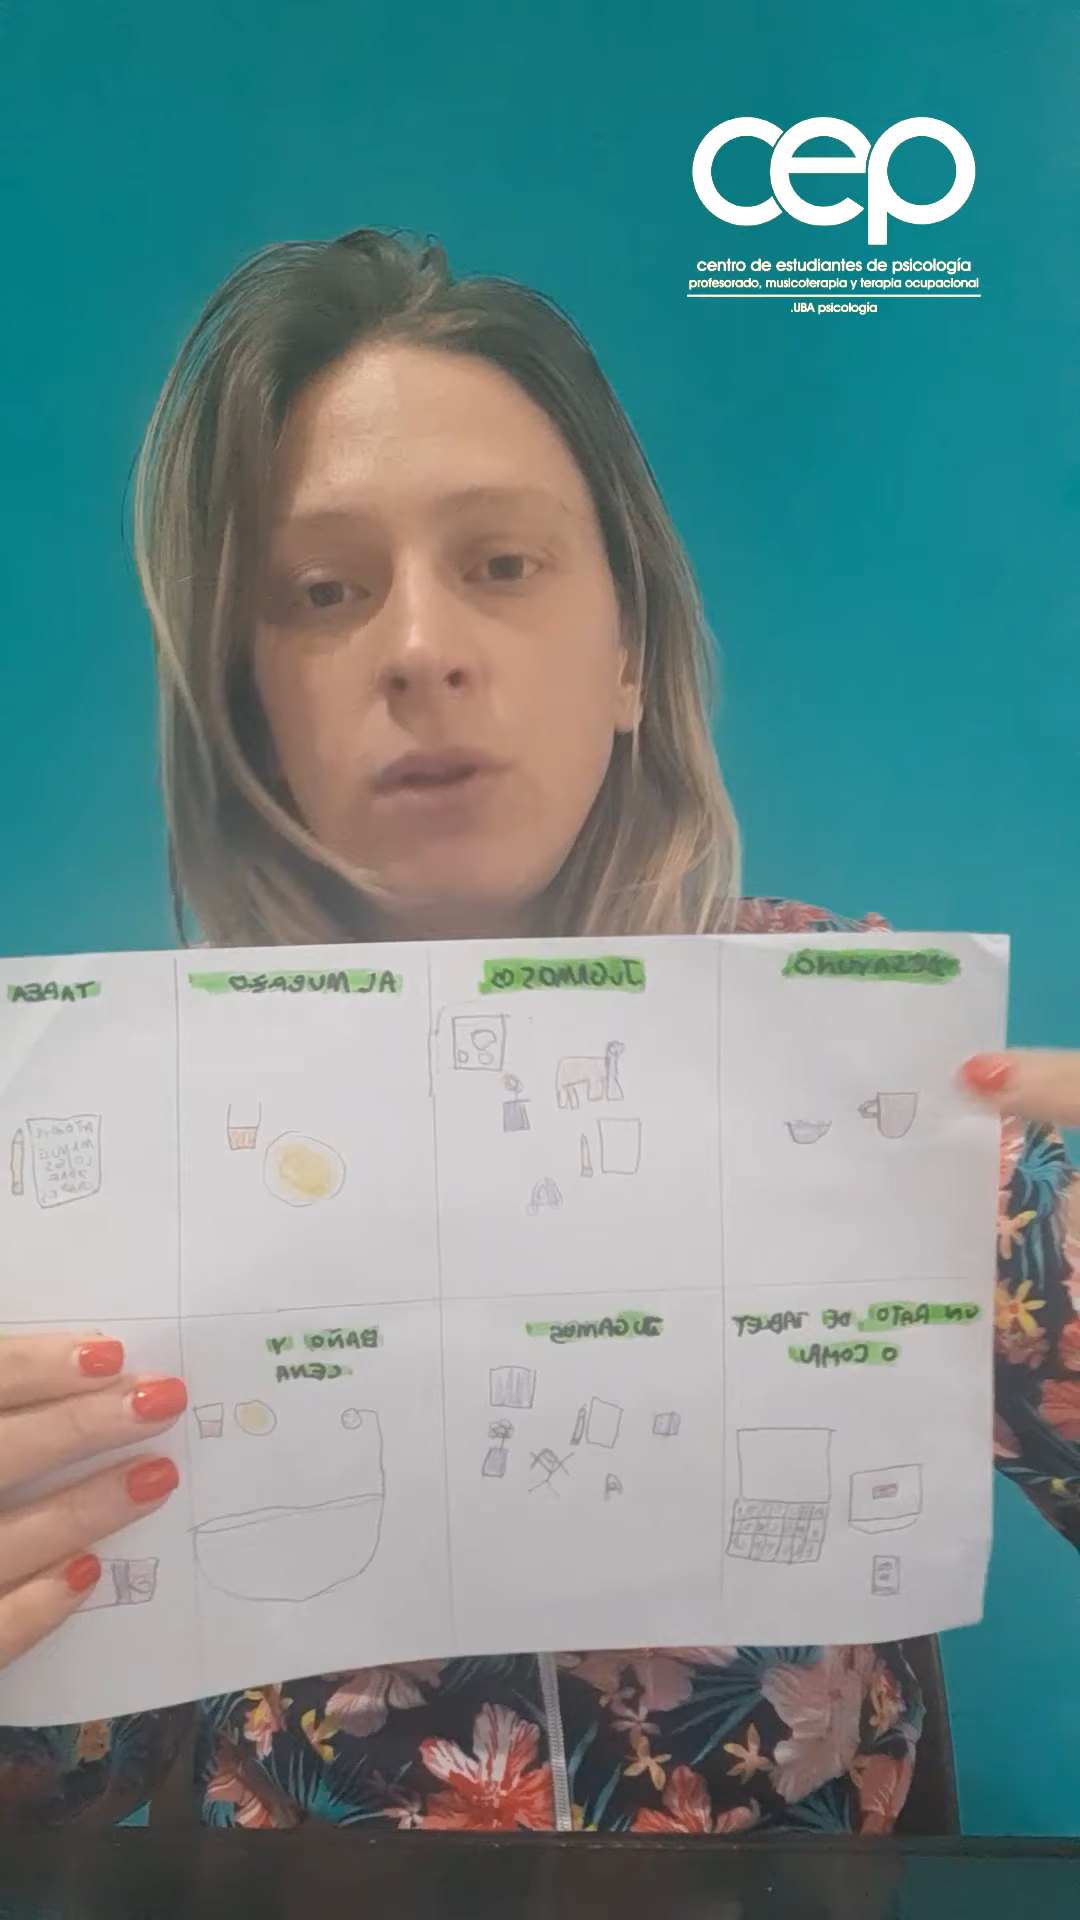 cep
centro de estudiantes de psicología
profesorado, musicoterapia y terapia ocupacional
.UBA psicología
DESAYUNO
JUGAMOS
ALMUERZO
TAREA
UN RATO DE TABLET
O COMPU
JUGAMOS
BAÑO Y
CENA